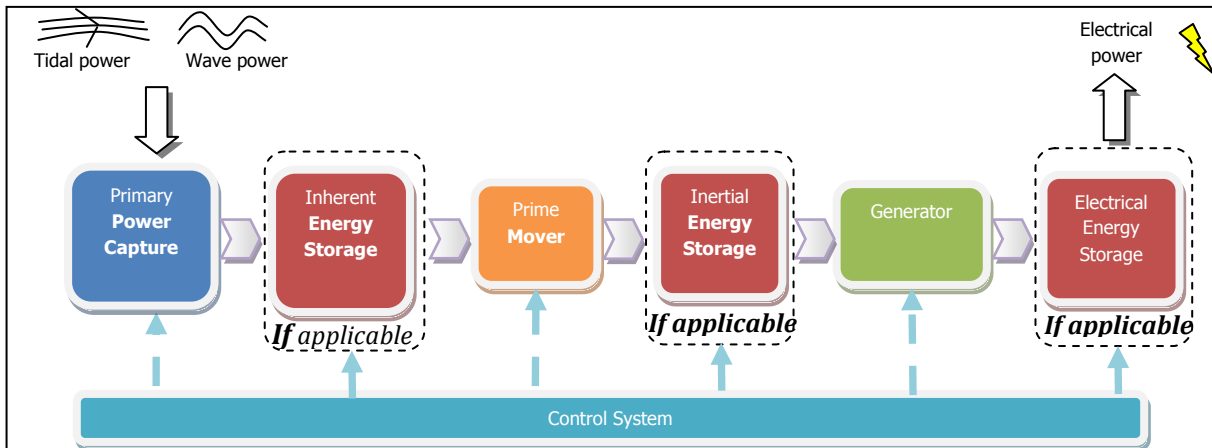 Tidal power
Wave power
Electrical
power
Primary
Power
Capture
Inherent
Energy
Storage
If applicable
Prime
Mover
Inertial
Energy
Storage
If applicable
Generator
Electrical
Energy
Storage
If applicable
Control System